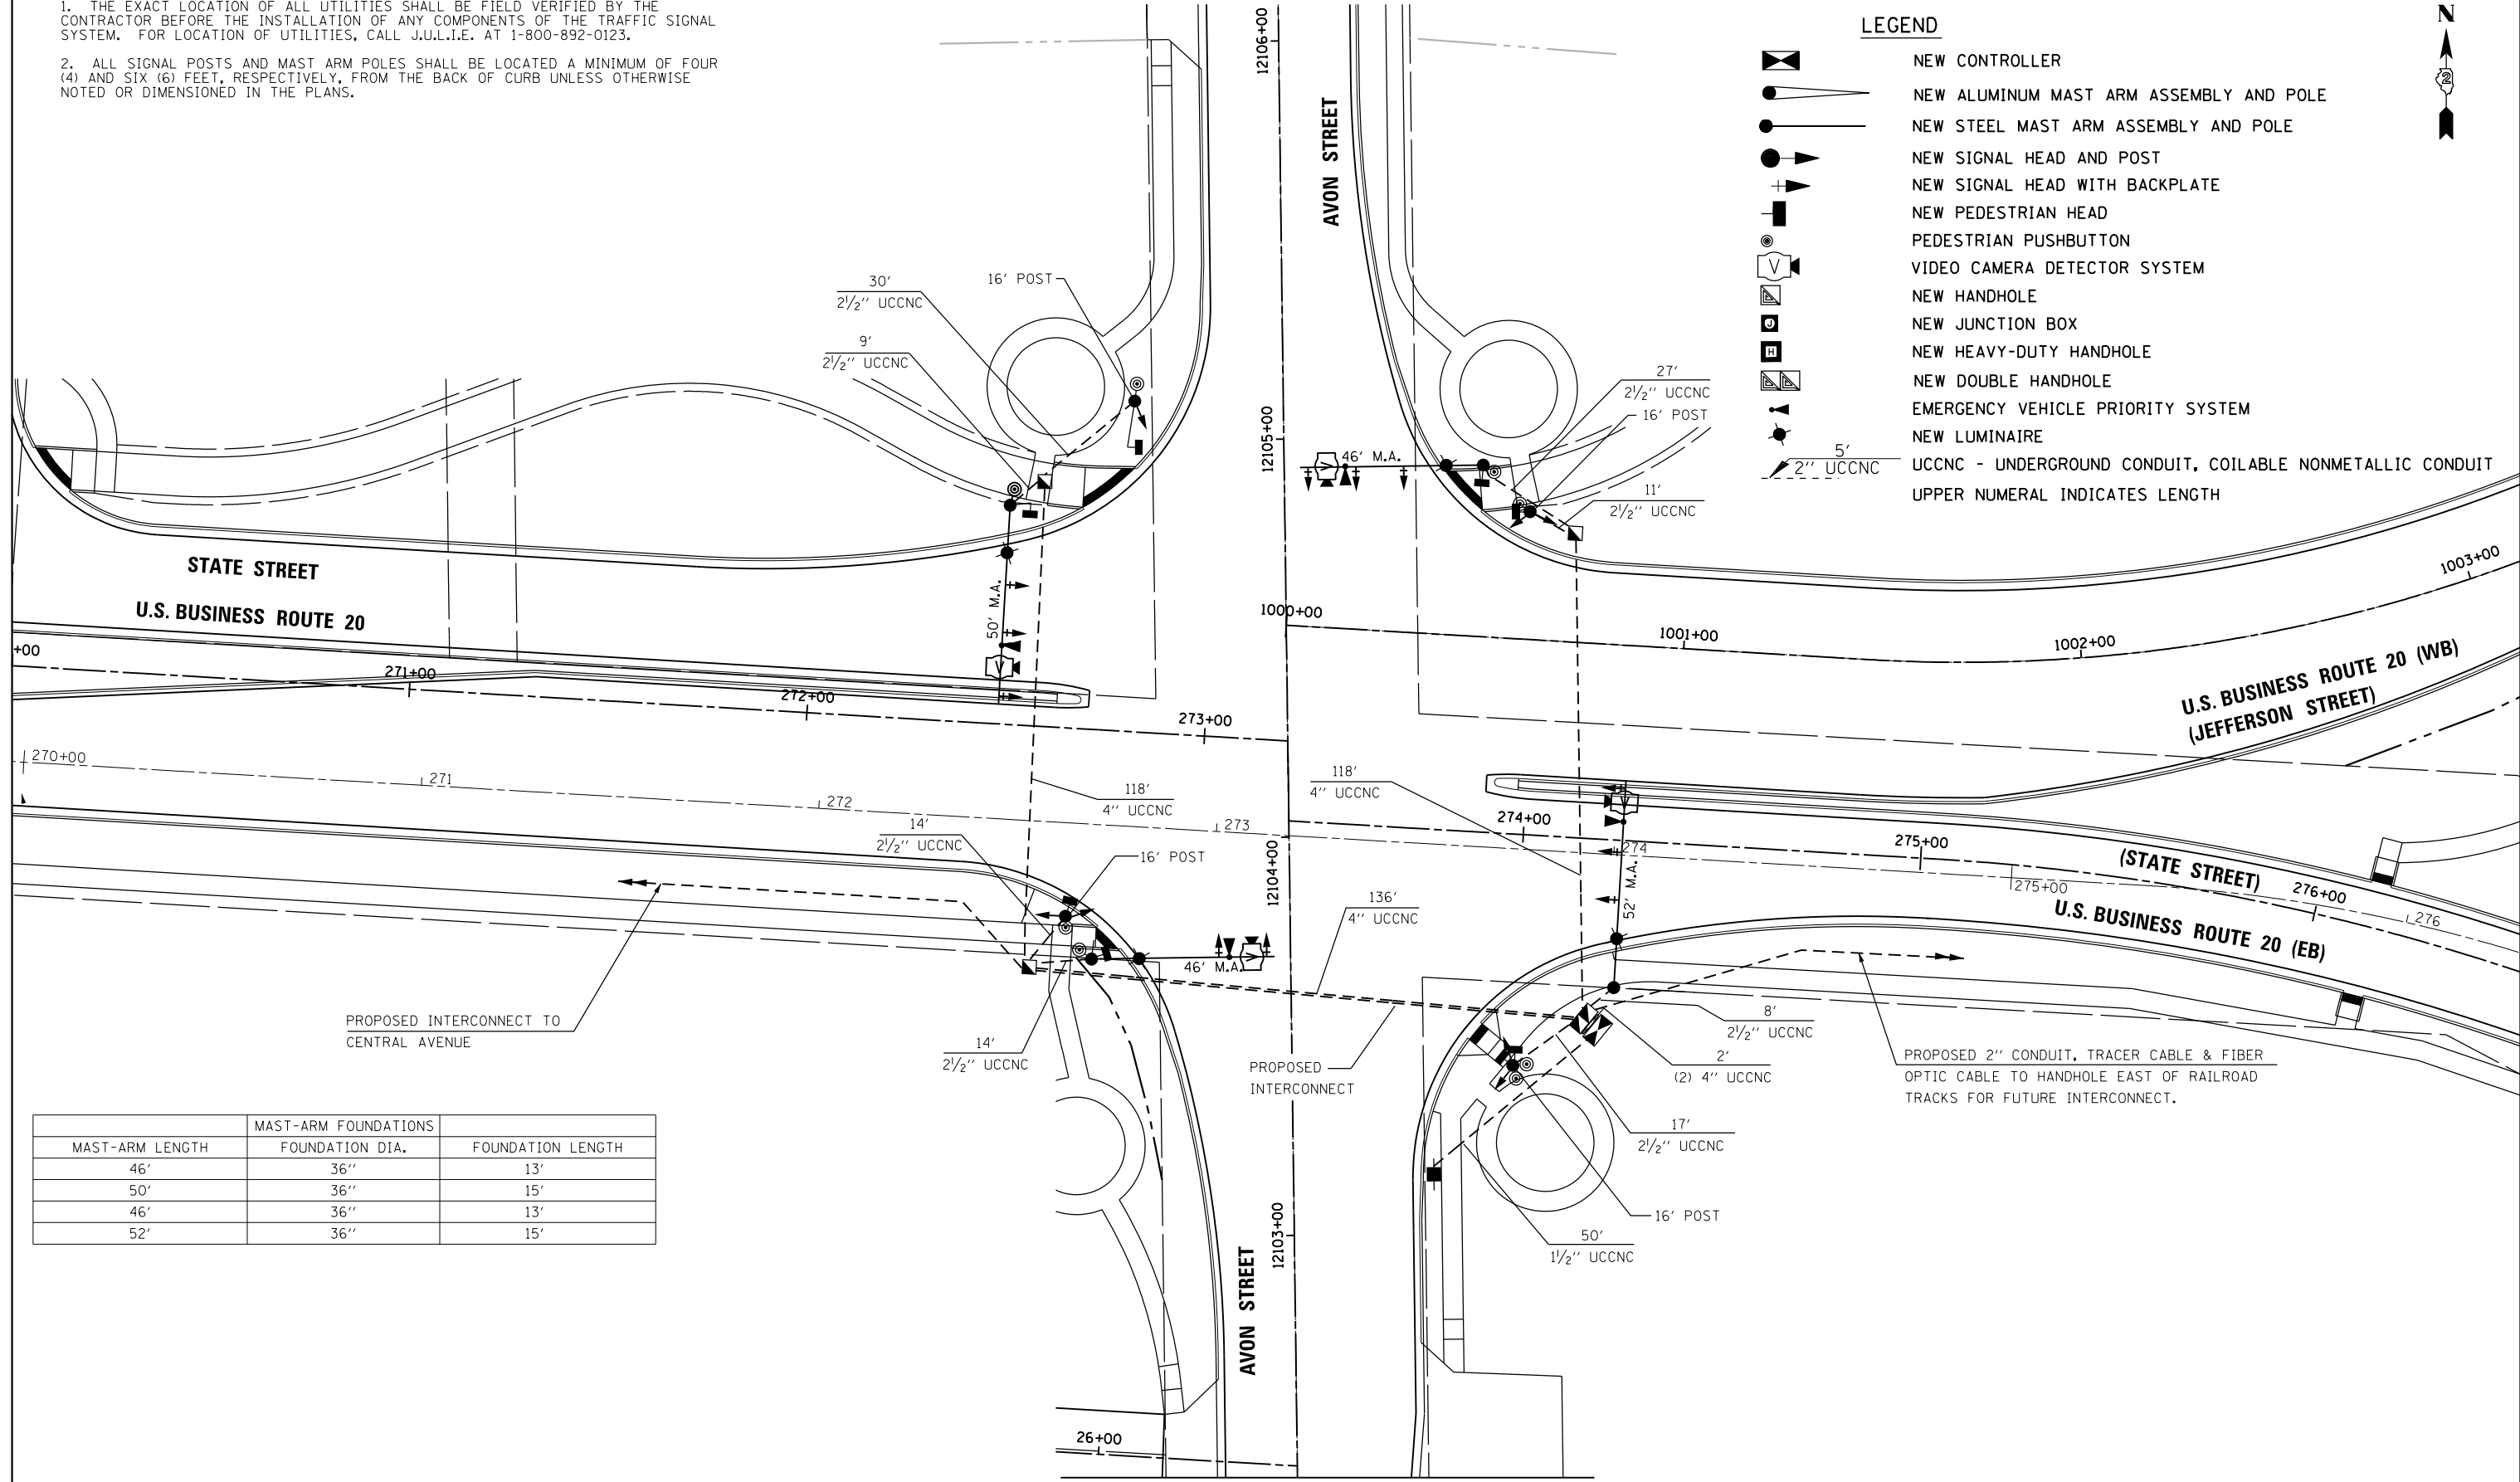 1. THE EXACT LOCATION OF ALL UTILITIES SHALL BE FIELD VERIFIED BY THE
CONTRACTOR BEFORE THE INSTALLATION OF ANY COMPONENTS OF THE TRAFFIC SIGNAL
SYSTEM. FOR LOCATION OF UTILITIES, CALL J.U.L.I.E. AT 1-800-892-0123.
2. ALL SIGNAL POSTS AND MAST ARM POLES SHALL BE LOCATED A MINIMUM OF FOUR
(4) AND SIX (6) FEET, RESPECTIVELY, FROM THE BACK OF CURB UNLESS OTHERWISE
NOTED OR DIMENSIONED IN THE PLANS.
LEGEND
NEW CONTROLLER
NEW ALUMINUM MAST ARM ASSEMBLY AND POLE
NEW STEEL MAST ARM ASSEMBLY AND POLE
NEW SIGNAL HEAD AND POST
NEW SIGNAL HEAD WITH BACKPLATE
NEW PEDESTRIAN HEAD
PEDESTRIAN PUSHBUTTON
V
VIDEO CAMERA DETECTOR SYSTEM
NEW HANDHOLE
J
NEW JUNCTION BOX
H
NEW HEAVY-DUTY HANDHOLE
NEW DOUBLE HANDHOLE
EMERGENCY VEHICLE PRIORITY SYSTEM
NEW LUMINAIRE
5'
2'' UCCNC
UCCNC - UNDERGROUND CONDUIT, COILABLE NONMETALLIC CONDUIT
UPPER NUMERAL INDICATES LENGTH
N
2
12106+00
AVON STREET
12105+00
30'
2 1/2'' UCCNC
16' POST
9'
2 1/2'' UCCNC
27'
2 1/2'' UCCNC
16' POST
46' M.A.
V
11'
2 1/2'' UCCNC
STATE STREET
U.S. BUSINESS ROUTE 20
50' M.A.
V
1000+00
1001+00
1002+00
1003+00
+00
271+00
272+00
273+00
U.S. BUSINESS ROUTE 20 (WB)
(JEFFERSON STREET)
270+00
271
272
273
118'
4'' UCCNC
118'
4'' UCCNC
V
274+00
274
275+00
275+00
276+00
276
(STATE STREET)
U.S. BUSINESS ROUTE 20 (EB)
14'
2 1/2'' UCCNC
16' POST
12104+00
52' M.A.
136'
4'' UCCNC
46' M.A.
V
PROPOSED INTERCONNECT TO
CENTRAL AVENUE
14'
2 1/2'' UCCNC
PROPOSED
INTERCONNECT
8'
2 1/2'' UCCNC
2'
(2) 4'' UCCNC
PROPOSED 2'' CONDUIT, TRACER CABLE & FIBER
OPTIC CABLE TO HANDHOLE EAST OF RAILROAD
TRACKS FOR FUTURE INTERCONNECT.
17'
2 1/2'' UCCNC
16' POST
50'
1 1/2'' UCCNC
MAST-ARM FOUNDATIONS
MAST-ARM LENGTH FOUNDATION DIA. FOUNDATION LENGTH
46' 36'' 13'
50' 36'' 15'
46' 36'' 13'
52' 36'' 15'
12103+00
AVON STREET
26+00